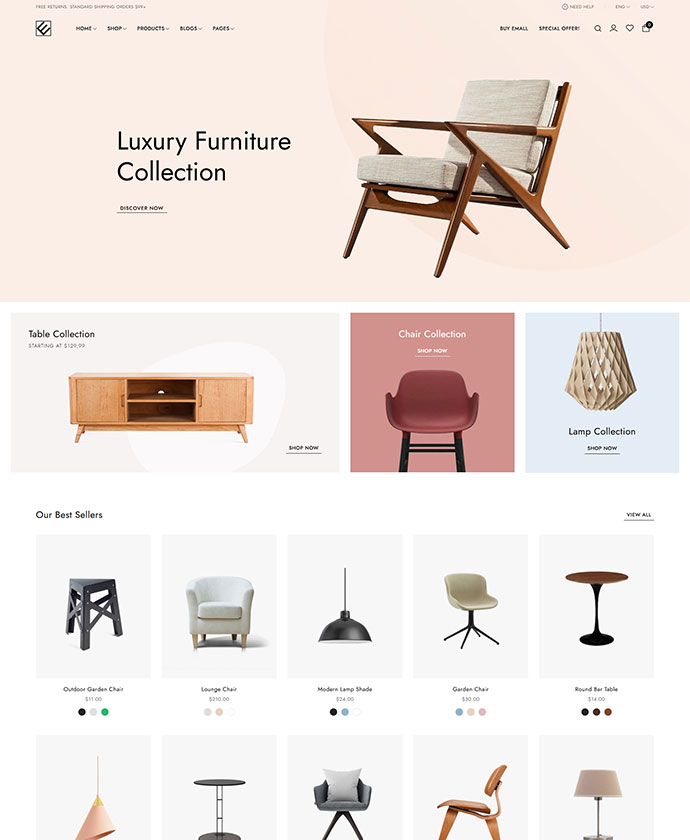 FREE RETURNS. STANDARD SHIPPING ORDERS $99+
NEED HELP
ENG
USD
HOME
SHOP
PRODUCTS
BLOGS
PAGES
BUY EMALL
SPECIAL OFFER!
0
Luxury Furniture
Collection
DISCOVER NOW
Table Collection
STARTING AT $129.99
SHOP NOW
Chair Collection
SHOP NOW
Lamp Collection
SHOP NOW
Our Best Sellers
VIEW ALL
Outdoor Garden Chair
$11.00
Lounge Chair
$210.00
Modern Lamp Shade
$24.00
Garden Chair
$30.00
Round Bar Table
$14.00